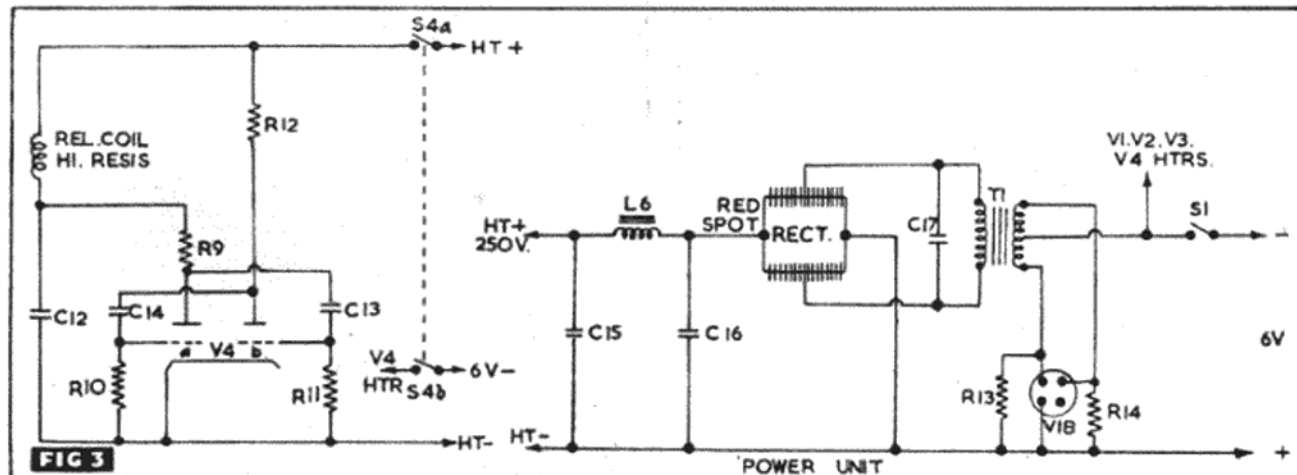 S4a
HT+
R12
REL. COIL
HI. RESIS
R9
C12
C14
C13
a V4 b
R10
R11
V4
HTR
S4b
6V-
HT-
FIG 3
HT+
250V.
L6
RED
SPOT
RECT.
C17
T1
V1.V2.V3.
V4 HTRS.
S1
-
C15
C16
6V
R13
VIB
R14
HT-
+
POWER UNIT